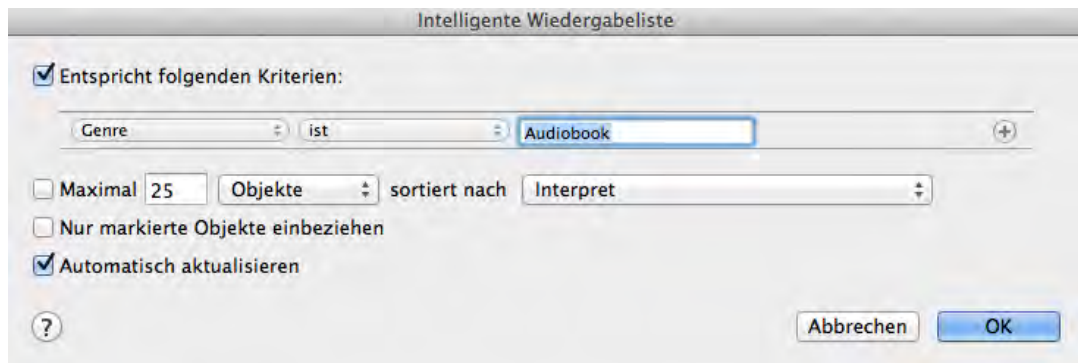 Intelligente Wiedergabeliste
Entspricht folgenden Kriterien:
Genre ist Audiobook +
Maximal 25 Objekte sortiert nach Interpret
Nur markierte Objekte einbeziehen
Automatisch aktualisieren
? Abbrechen OK